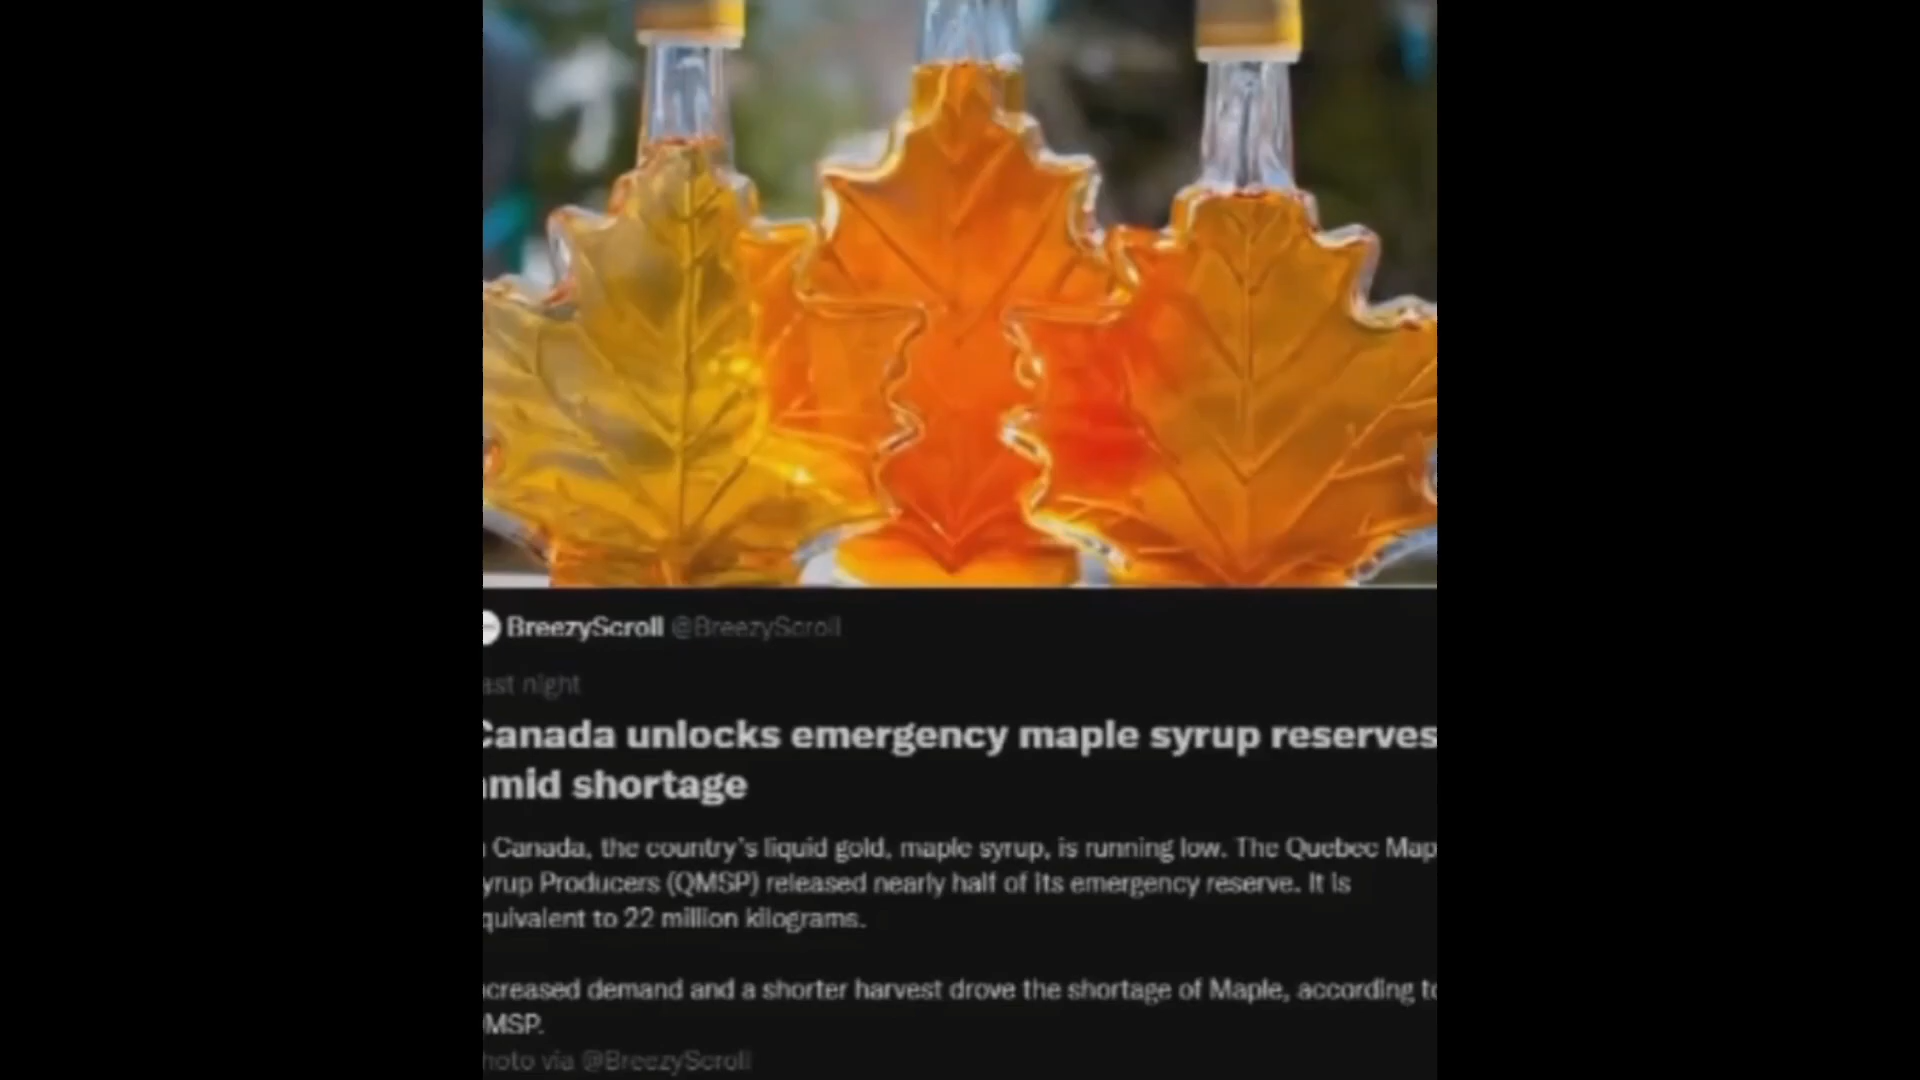 BreezyScroll @BreezyScroll
ast night
Canada unlocks emergency maple syrup reserves
amid shortage
Canada, the country's liquid gold, maple syrup, is running low. The Quebec Map
yrup Producers (QMSP) released nearly half of its emergency reserve. It is
quivalent to 22 million kilograms.
creased demand and a shorter harvest drove the shortage of Maple, according to
MSP.
hoto via @BreezyScroll